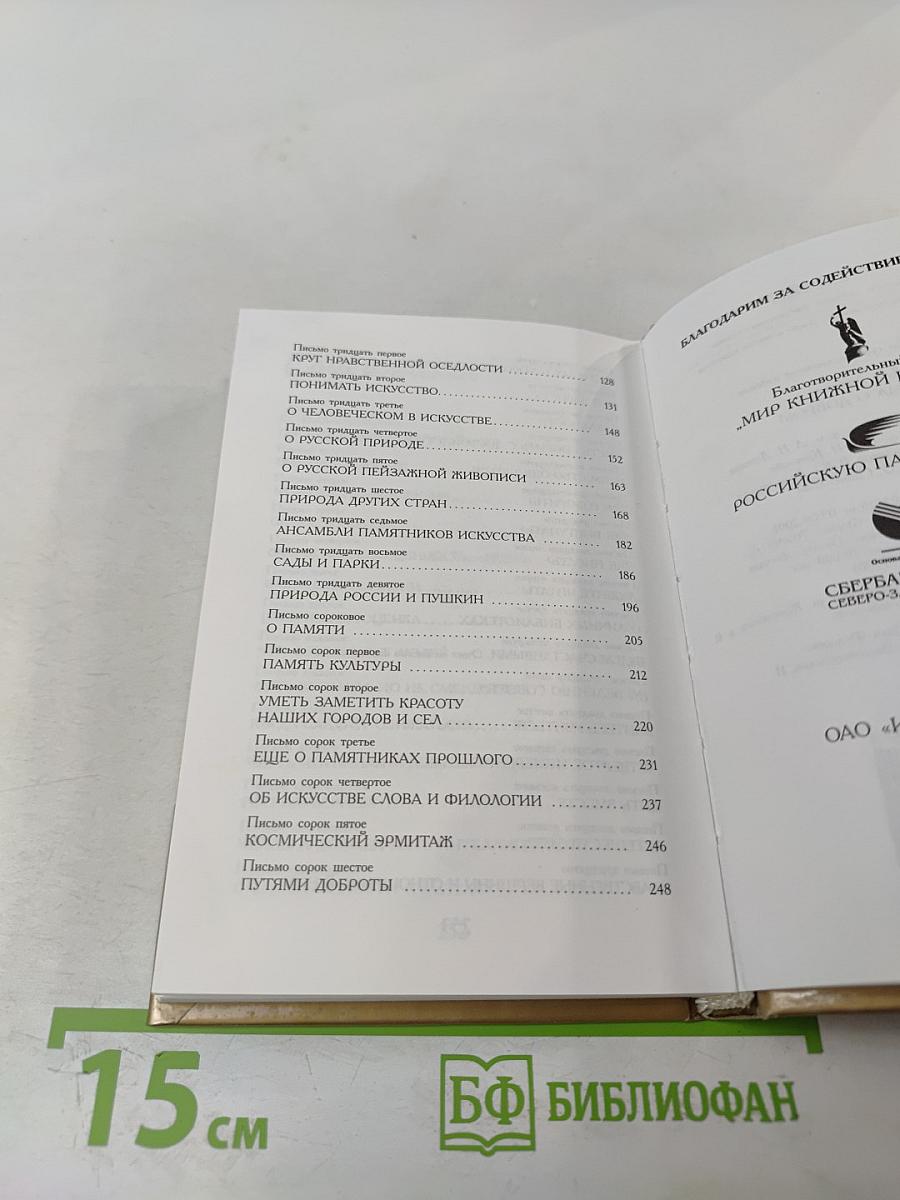 Письмо тридцать первое
КРУГ НРАВСТВЕННОЙ ОСЕДЛОСТИ ............... 128
Письмо тридцать второе
ПОНИМАТЬ ИСКУССТВО............................ 131
Письмо тридцать третье
О ЧЕЛОВЕЧЕСКОМ В ИСКУССТВЕ.................. 148
Письмо тридцать четвертое
О РУССКОЙ ПРИРОДЕ.............................. 152
Письмо тридцать пятое
О РУССКОЙ ПЕЙЗАЖНОЙ ЖИВОПИСИ ............ 163
Письмо тридцать шестое
ПРИРОДА ДРУГИХ СТРАН........................... 168
Письмо тридцать седьмое
АНСАМБЛИ ПАМЯТНИКОВ ИСКУССТВА .......... 182
Письмо тридцать восьмое
САДЫ И ПАРКИ..................................... 186
Письмо тридцать девятое
ПРИРОДА РОССИИ И ПУШКИН .................. 196
Письмо сороковое
О ПАМЯТИ ......................................... 205
Письмо сорок первое
ПАМЯТЬ КУЛЬТУРЫ ................................ 212
Письмо сорок второе
УМЕТЬ ЗАМЕТИТЬ КРАСОТУ
НАШИХ ГОРОДОВ И СЕЛ .......................... 220
Письмо сорок третье
ЕЩЕ О ПАМЯТНИКАХ ПРОШЛОГО............... 231
Письмо сорок четвертое
ОБ ИСКУССТВЕ СЛОВА И ФИЛОЛОГИИ ........... 237
Письмо сорок пятое
КОСМИЧЕСКИЙ ЭРМИТАЖ ........................ 246
Письмо сорок шестое
ПУТЯМИ ДОБРОТЫ ................................ 248
БЛАГОДАРИМ ЗА СОДЕЙСТВИ
Благотворительный
„МИР КНИЖНОЙ
РОССИЙСКУЮ ПА
Основа
СБЕРБА
СЕВЕРО-ЗА
ОАО «И
15 см
БФ БИБЛИОФАН